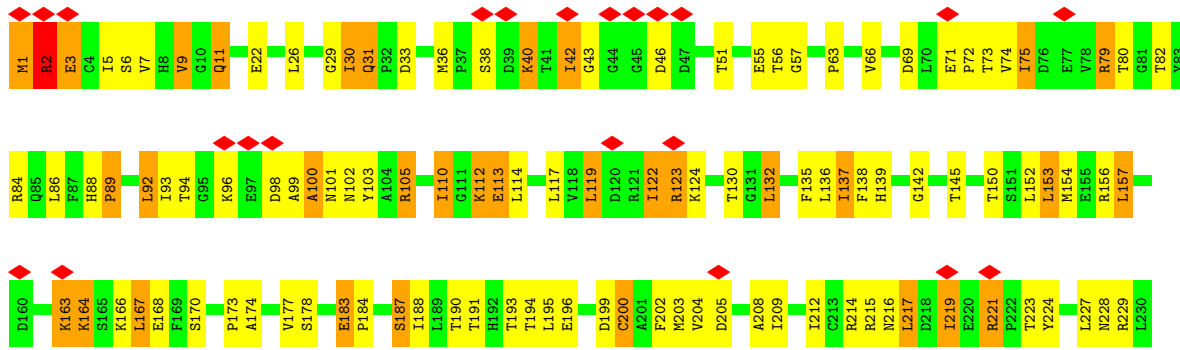 M1 R2 E3 C4 I5 S6 V7 H8 V9 G10 Q11 E22 L26 G29 I30 Q31 P32 D33 M36 P37 S38 D39 K40 T41 I42 G43 G44 G45 D46 D47 T51 E55 T56 G57 P63 V66 D69 L70 E71 P72 T73 V74 I75 D76 E77 V78 R79 T80 G81 T82 Y83
R84 Q85 L86 F87 H88 P89 L92 I93 T94 G95 K96 E97 D98 A99 A100 N101 N102 Y103 A104 R105 I110 G111 K112 E113 L114 L117 V118 L119 D120 R121 I122 R123 K124 T130 G131 L132 F135 L136 I137 F138 H139 G142 T145 T150 S151 L152 L153 M154 E155 R156 L157
D160 K163 K164 S165 K166 L167 E168 F169 S170 P173 A174 V177 S178 E183 P184 S187 I188 L189 T190 T191 H192 T193 T194 L195 E196 D199 C200 A201 F202 M203 V204 D205 A208 I209 I212 C213 R214 R215 N216 L217 D218 I219 E220 R221 P222 T223 Y224 L227 N228 R229 L230